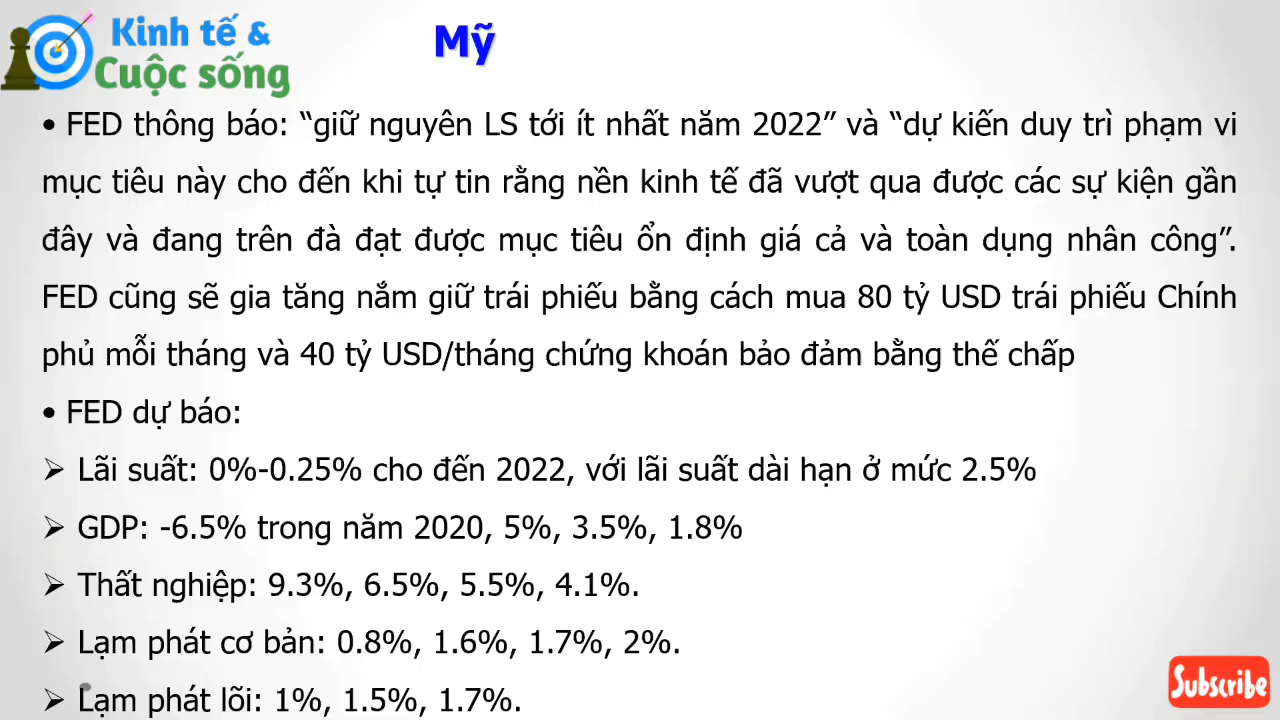 Kinh tế &
Cuộc sống
Mỹ
• FED thông báo: “giữ nguyên LS tới ít nhất năm 2022” và “dự kiến duy trì phạm vi
mục tiêu này cho đến khi tự tin rằng nền kinh tế đã vượt qua được các sự kiện gần
đây và đang trên đà đạt được mục tiêu ổn định giá cả và toàn dụng nhân công”.
FED cũng sẽ gia tăng nắm giữ trái phiếu bằng cách mua 80 tỷ USD trái phiếu Chính
phủ mỗi tháng và 40 tỷ USD/tháng chứng khoán bảo đảm bằng thế chấp
• FED dự báo:
➢ Lãi suất: 0%-0.25% cho đến 2022, với lãi suất dài hạn ở mức 2.5%
➢ GDP: -6.5% trong năm 2020, 5%, 3.5%, 1.8%
➢ Thất nghiệp: 9.3%, 6.5%, 5.5%, 4.1%.
➢ Lạm phát cơ bản: 0.8%, 1.6%, 1.7%, 2%.
➢ Lạm phát lõi: 1%, 1.5%, 1.7%.
Subscribe